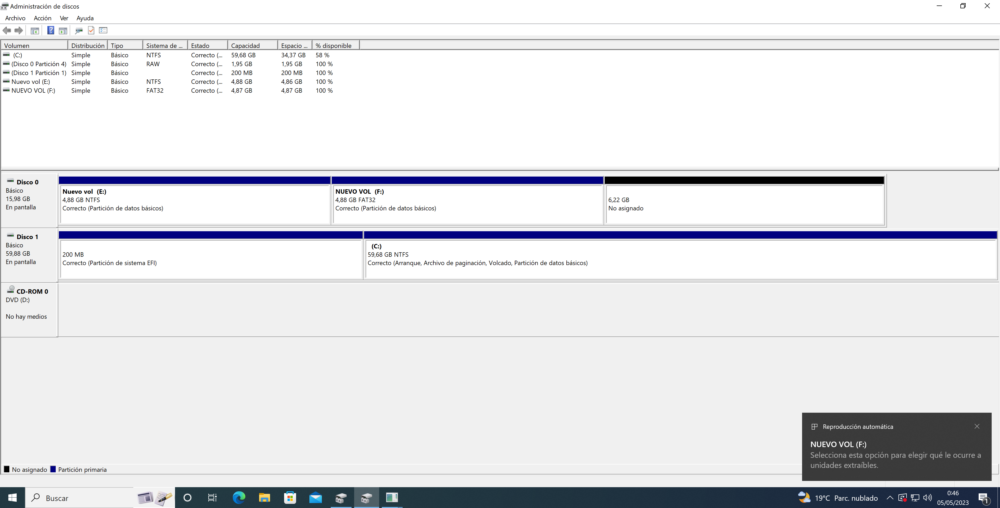 Administración de discos
Archivo Acción Ver Ayuda
Volumen Distribución Tipo Sistema de ... Estado Capacidad Espacio ... % disponible
(C:) Simple Básico NTFS Correcto (... 59,68 GB 34,37 GB 58 %
(Disco 0 Partición 4) Simple Básico RAW Correcto (... 1,95 GB 1,95 GB 100 %
(Disco 1 Partición 1) Simple Básico Correcto (... 200 MB 200 MB 100 %
Nuevo vol (E:) Simple Básico NTFS Correcto (... 4,88 GB 4,86 GB 100 %
NUEVO VOL (F:) Simple Básico FAT32 Correcto (... 4,87 GB 4,87 GB 100 %
Disco 0
Básico
15,98 GB
En pantalla
Nuevo vol (E:)
4,88 GB NTFS
Correcto (Partición de datos básicos)
NUEVO VOL (F:)
4,88 GB FAT32
Correcto (Partición de datos básicos)
6,22 GB
No asignado
Disco 1
Básico
59,88 GB
En pantalla
200 MB
Correcto (Partición de sistema EFI)
(C:)
59,68 GB NTFS
Correcto (Arranque, Archivo de paginación, Volcado, Partición de datos básicos)
CD-ROM 0
DVD (D:)
No hay medios
Reproducción automática
NUEVO VOL (F:)
Selecciona esta opción para elegir qué le ocurre a
unidades extraíbles.
No asignado Partición primaria
Buscar
19°C Parc. nublado
0:46
05/05/2023
1